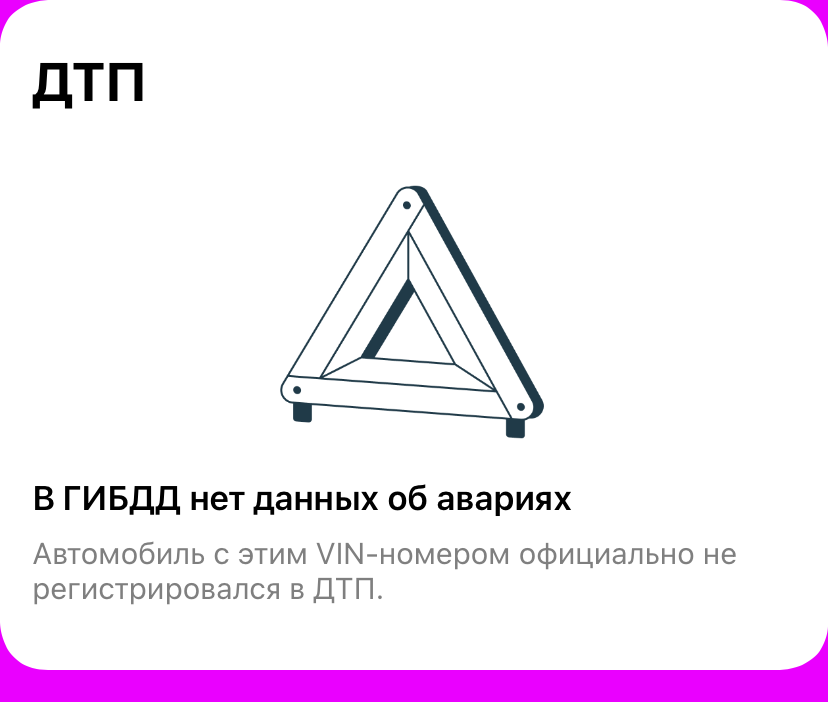 ДТП
В ГИБДД нет данных об авариях
Автомобиль с этим VIN-номером официально не
регистрировался в ДТП.